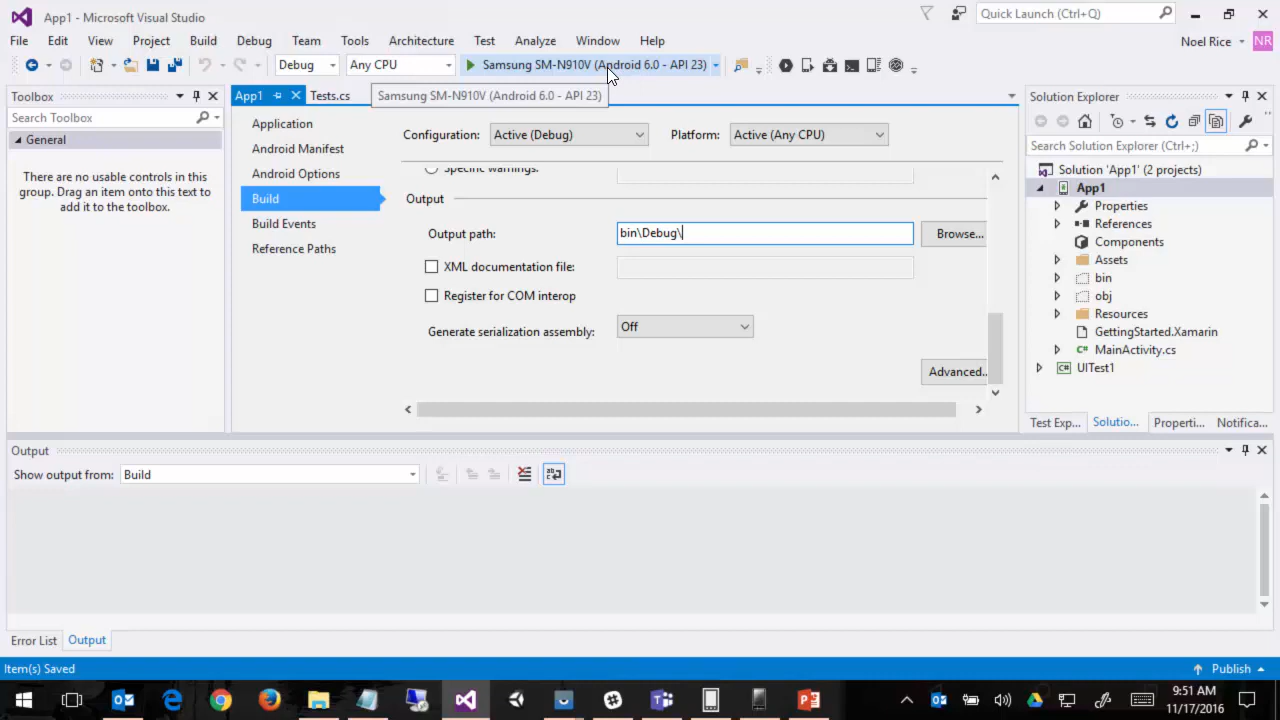 App1 - Microsoft Visual Studio
Quick Launch (Ctrl+Q)
File Edit View Project Build Debug Team Tools Architecture Test Analyze Window Help
Noel Rice NR
Debug Any CPU Samsung SM-N910V (Android 6.0 - API 23)
Toolbox
App1 Tests.cs
Samsung SM-N910V (Android 6.0 - API 23)
Solution Explorer
Search Toolbox
General
There are no usable controls in this
group. Drag an item onto this text to
add it to the toolbox.
Application
Android Manifest
Android Options
Build
Build Events
Reference Paths
Configuration: Active (Debug) Platform: Active (Any CPU)
Specific warnings:
Output
Output path: bin\Debug\ Browse...
XML documentation file:
Register for COM interop
Generate serialization assembly: Off
Advanced..
Search Solution Explorer (Ctrl+;)
Solution 'App1' (2 projects)
App1
Properties
References
Components
Assets
bin
obj
Resources
GettingStarted.Xamarin
MainActivity.cs
UITest1
Test Exp... Solutio... Properti... Notifica...
Output
Show output from: Build
Error List Output
Item(s) Saved
Publish
9:51 AM
11/17/2016